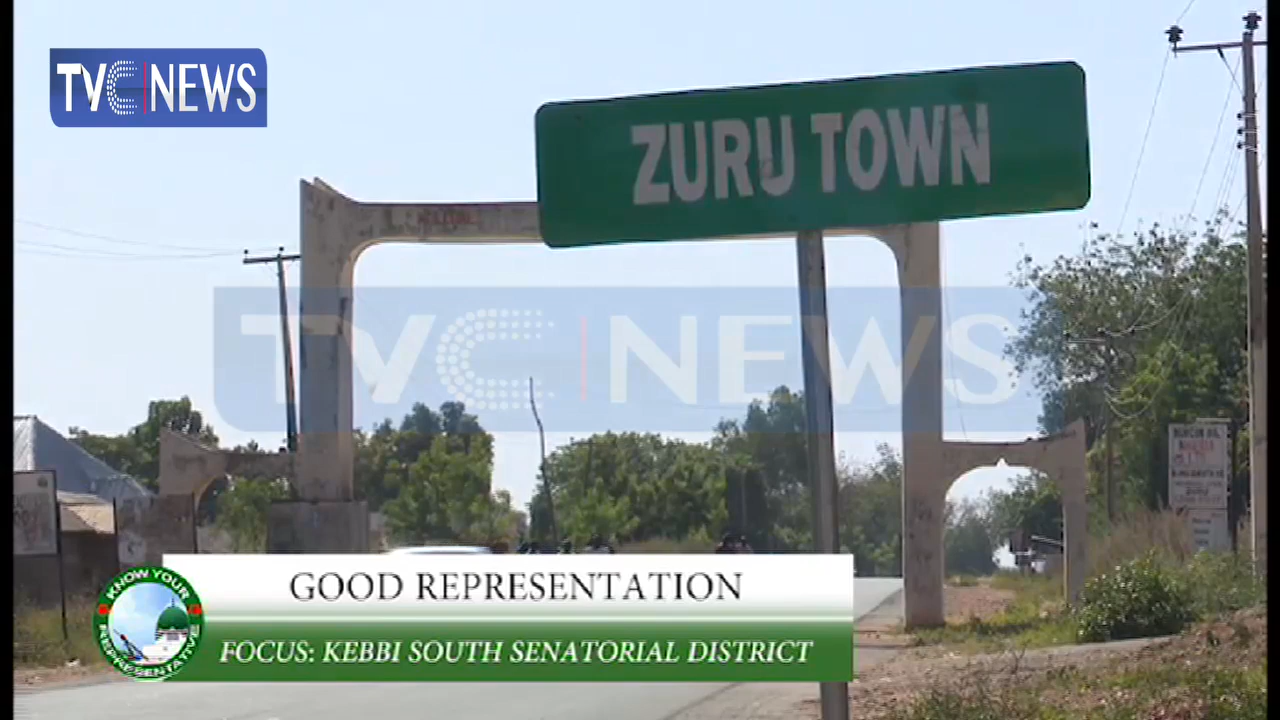 TVC NEWS
ZURU TOWN
TVC NEWS
GOOD REPRESENTATION
FOCUS: KEBBI SOUTH SENATORIAL DISTRICT
KNOW YOUR
REPRESENTATIVE